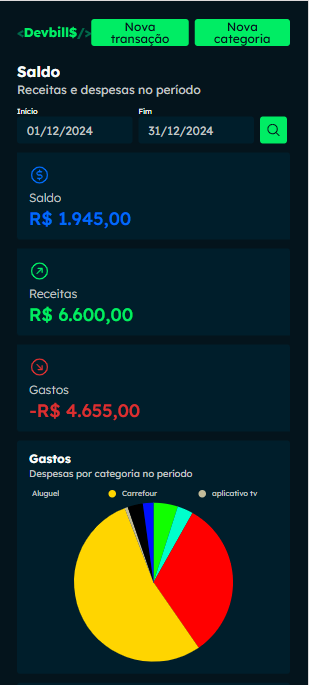 <Devbill$/>
Nova
transação
Nova
categoria
Saldo
Receitas e despesas no período
Início
Fim
01/12/2024
31/12/2024
Saldo
R$ 1.945,00
Receitas
R$ 6.600,00
Gastos
-R$ 4.655,00
Gastos
Despesas por categoria no período
Aluguel
Carrefour
aplicativo tv